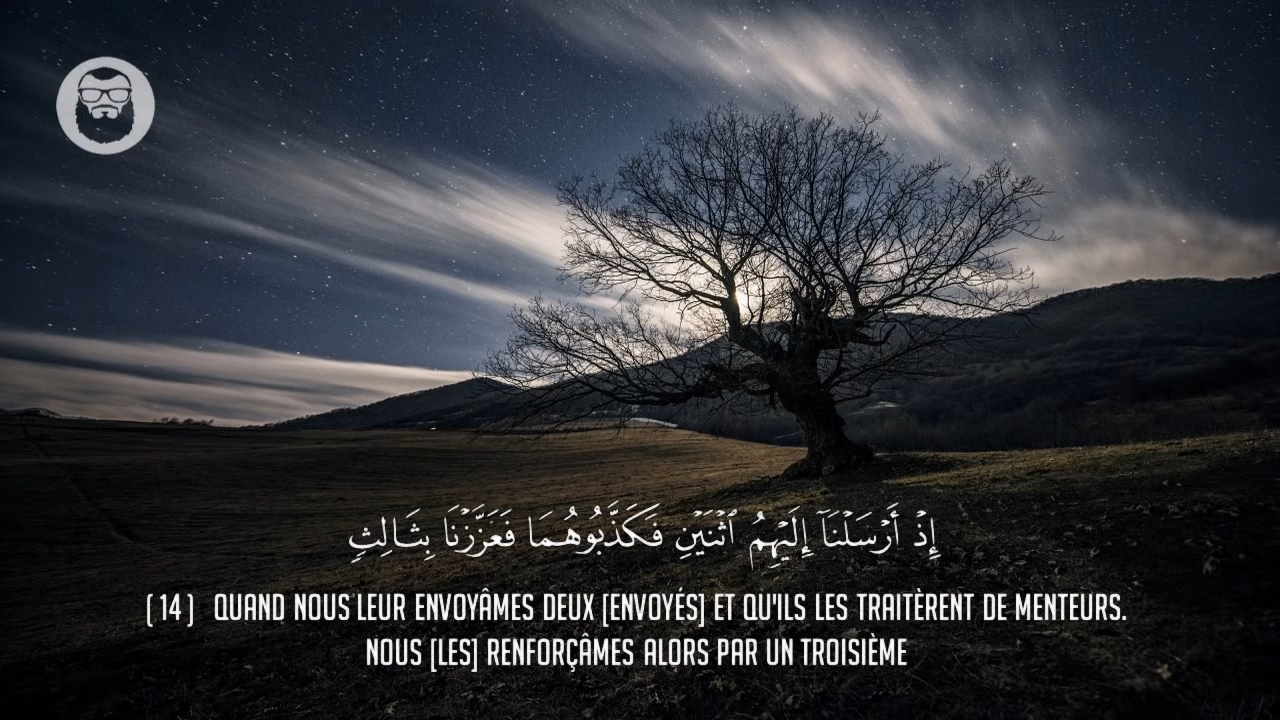 إِذْ أَرْسَلْنَآ إِلَيْهِمُ ٱثْنَيْنِ فَكَذَّبُوهُمَا فَعَزَّزْنَا بِثَالِثٍ
(14) QUAND NOUS LEUR ENVOYÂMES DEUX [ENVOYÉS] ET QU'ILS LES TRAITÈRENT DE MENTEURS.
NOUS [LES] RENFORÇÂMES ALORS PAR UN TROISIÈME